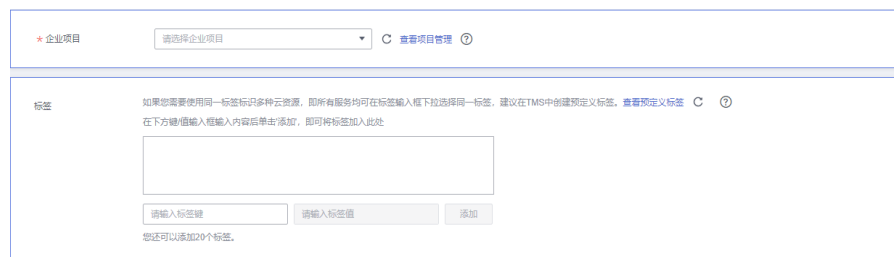 * 企业项目 请选择企业项目 查看项目管理
标签 如果您需要使用同一标签标识多种云资源，即所有服务均可在标签输入框下拉选择同一标签，建议在TMS中创建预定义标签。查看预定义标签
在下方键/值输入框输入内容后单击'添加'，即可将标签加入此处
请输入标签键 请输入标签值 添加
您还可以添加20个标签。